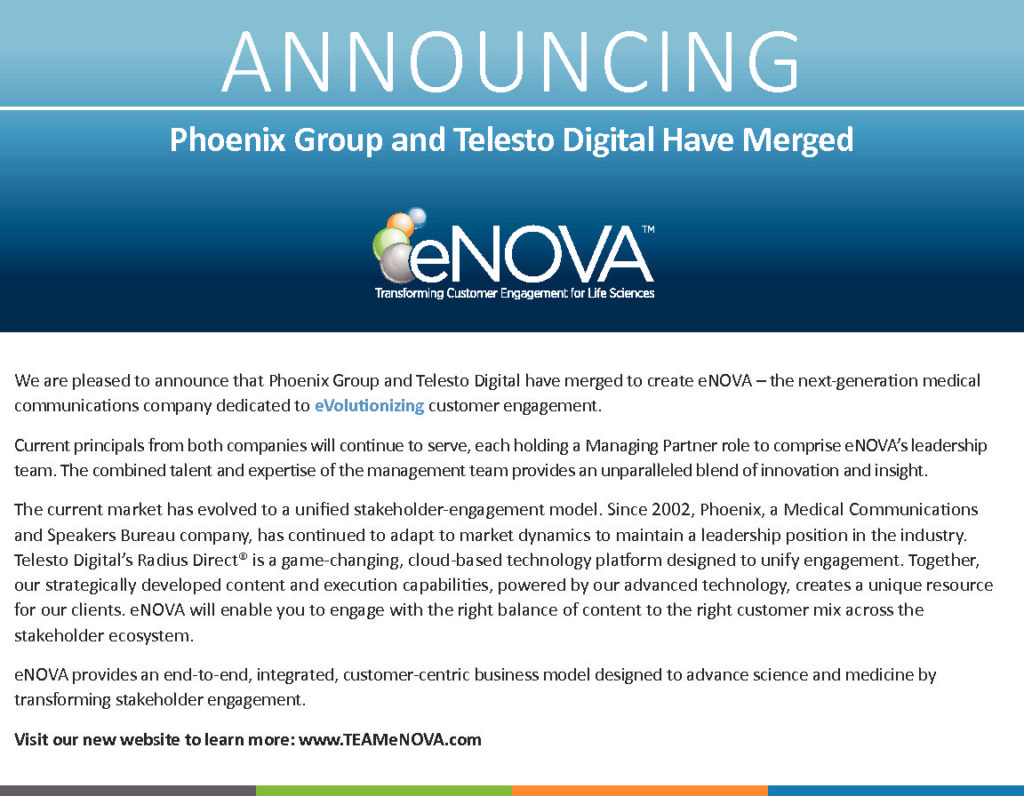 ANNOUNCING
Phoenix Group and Telesto Digital Have Merged
eNOVA™
Transforming Customer Engagement for Life Sciences
We are pleased to announce that Phoenix Group and Telesto Digital have merged to create eNOVA – the next-generation medical
communications company dedicated to eVolutionizing customer engagement.
Current principals from both companies will continue to serve, each holding a Managing Partner role to comprise eNOVA's leadership
team. The combined talent and expertise of the management team provides an unparalleled blend of innovation and insight.
The current market has evolved to a unified stakeholder-engagement model. Since 2002, Phoenix, a Medical Communications
and Speakers Bureau company, has continued to adapt to market dynamics to maintain a leadership position in the industry.
Telesto Digital's Radius Direct® is a game-changing, cloud-based technology platform designed to unify engagement. Together,
our strategically developed content and execution capabilities, powered by our advanced technology, creates a unique resource
for our clients. eNOVA will enable you to engage with the right balance of content to the right customer mix across the
stakeholder ecosystem.
eNOVA provides an end-to-end, integrated, customer-centric business model designed to advance science and medicine by
transforming stakeholder engagement.
Visit our new website to learn more: www.TEAMeNOVA.com